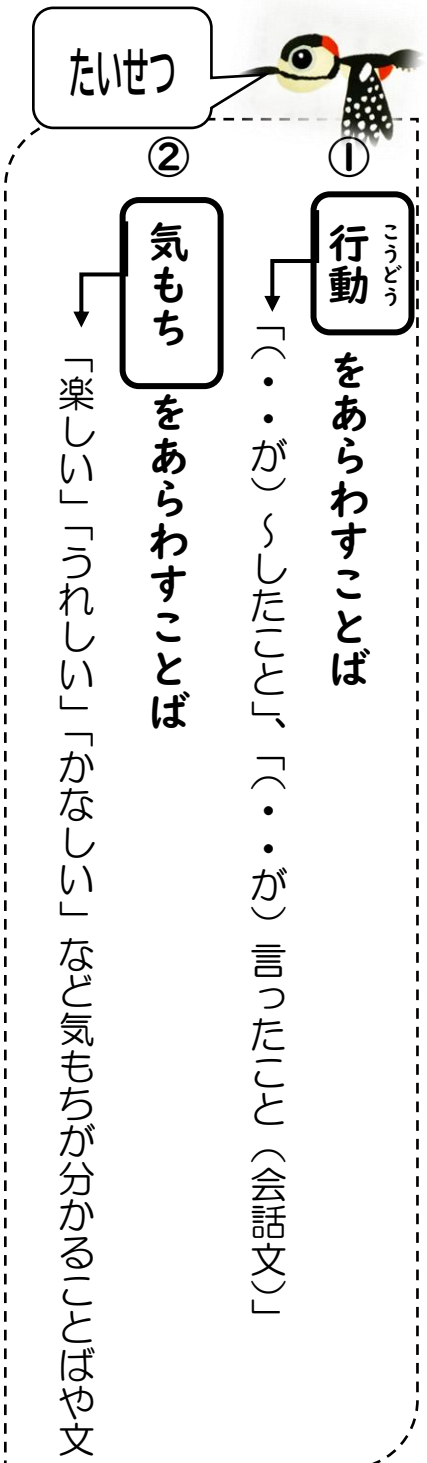 たいせつ
①
行動
こうどう
をあらわすことば
「(・・が)～したこと」、「(・・が)言ったこと(会話文)」
②
気もち
をあらわすことば
「楽しい」「うれしい」「かなしい」など気もちが分かることばや文